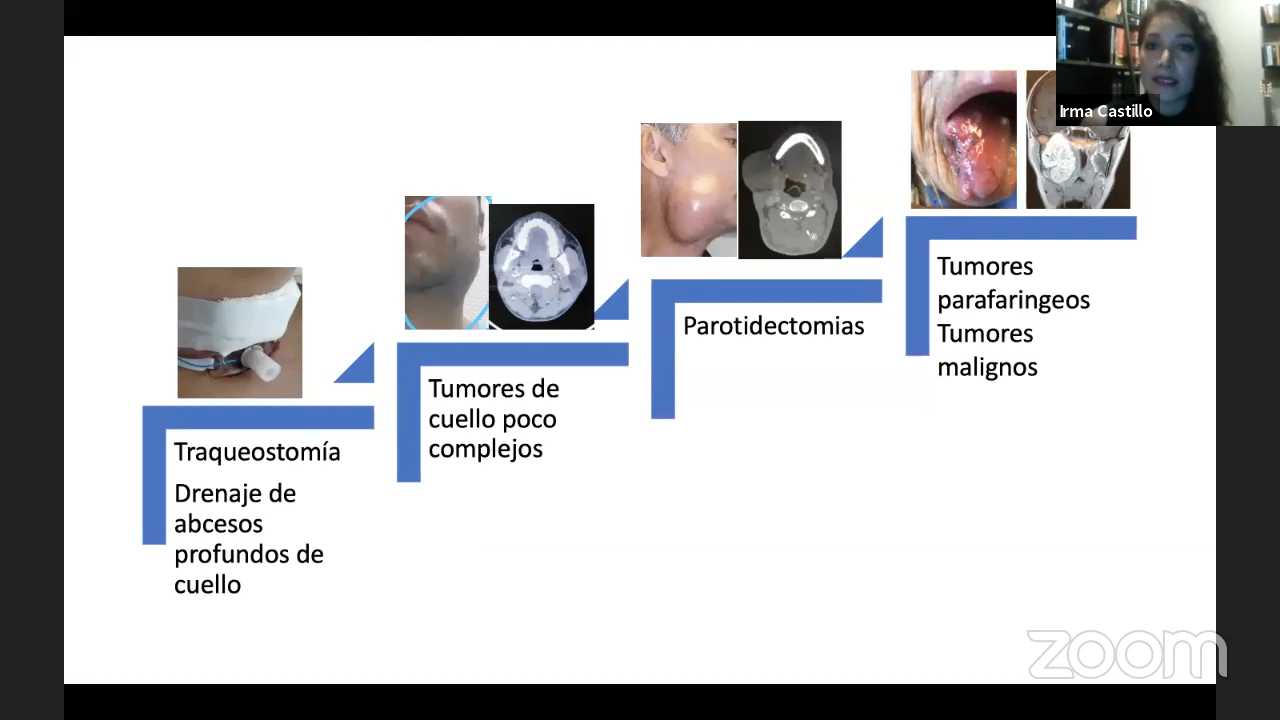 Irma Castillo
Traqueostomía
Drenaje de
abcesos
profundos de
cuello
Tumores de
cuello poco
complejos
Parotidectomias
Tumores
parafaringeos
Tumores
malignos
zoom